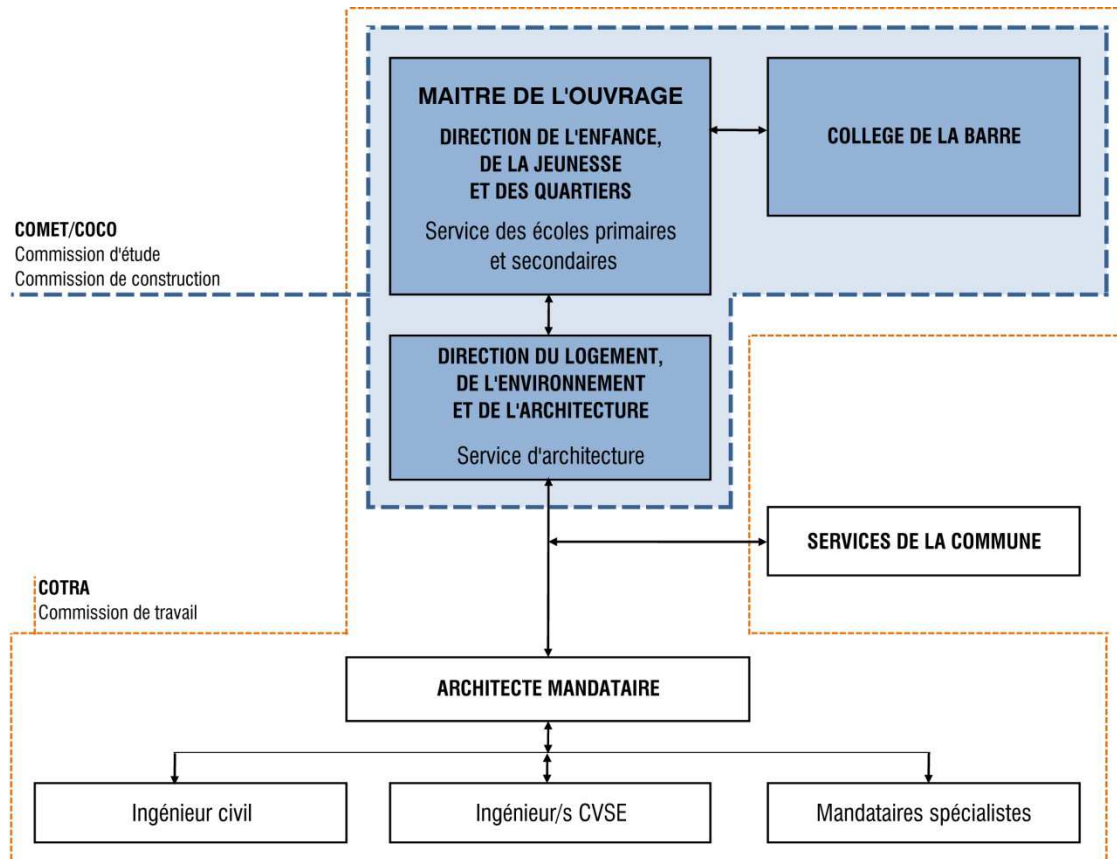 MAITRE DE L'OUVRAGE
DIRECTION DE L'ENFANCE,
DE LA JEUNESSE
ET DES QUARTIERS
Service des écoles primaires
et secondaires
COLLEGE DE LA BARRE
COMET/COCO
Commission d'étude
Commission de construction
DIRECTION DU LOGEMENT,
DE L'ENVIRONNEMENT
ET DE L'ARCHITECTURE
Service d'architecture
SERVICES DE LA COMMUNE
COTRA
Commission de travail
ARCHITECTE MANDATAIRE
Ingénieur civil
Ingénieur/s CVSE
Mandataires spécialistes